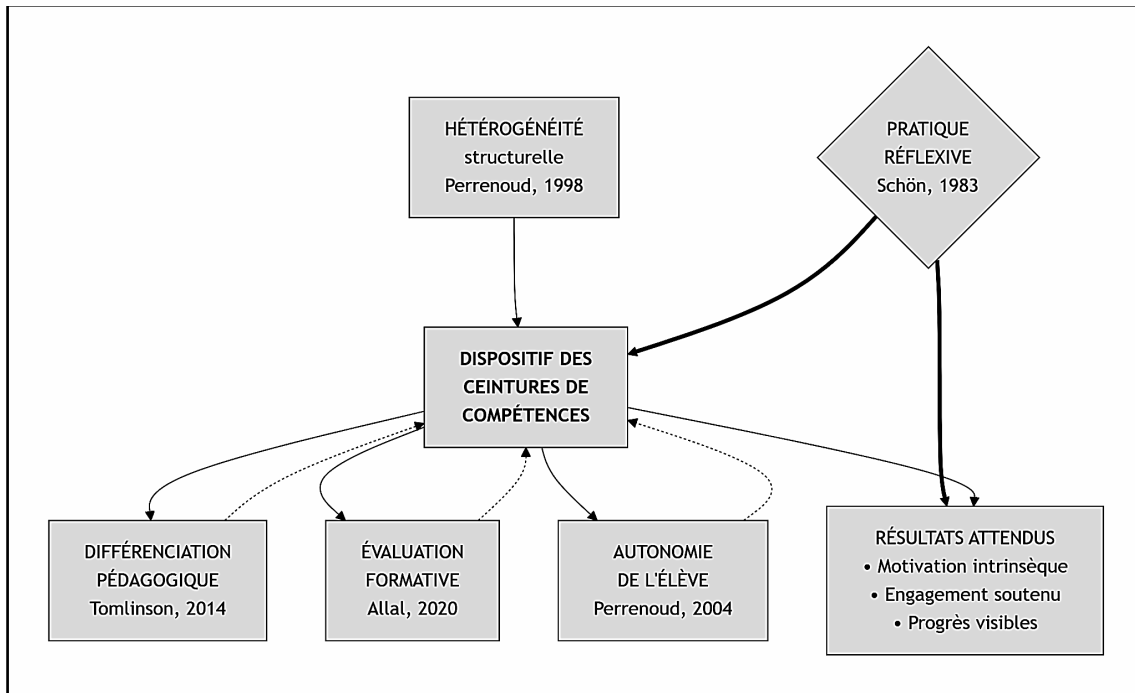 HÉTÉROGÉNÉITÉ
structurelle
Perrenoud, 1998
PRATIQUE
RÉFLEXIVE
Schön, 1983
DISPOSITIF DES
CEINTURES DE
COMPÉTENCES
DIFFÉRENCIATION
PÉDAGOGIQUE
Tomlinson, 2014
ÉVALUATION
FORMATIVE
Allal, 2020
AUTONOMIE
DE L'ÉLÈVE
Perrenoud, 2004
RÉSULTATS ATTENDUS
• Motivation intrinsèque
• Engagement soutenu
• Progrès visibles